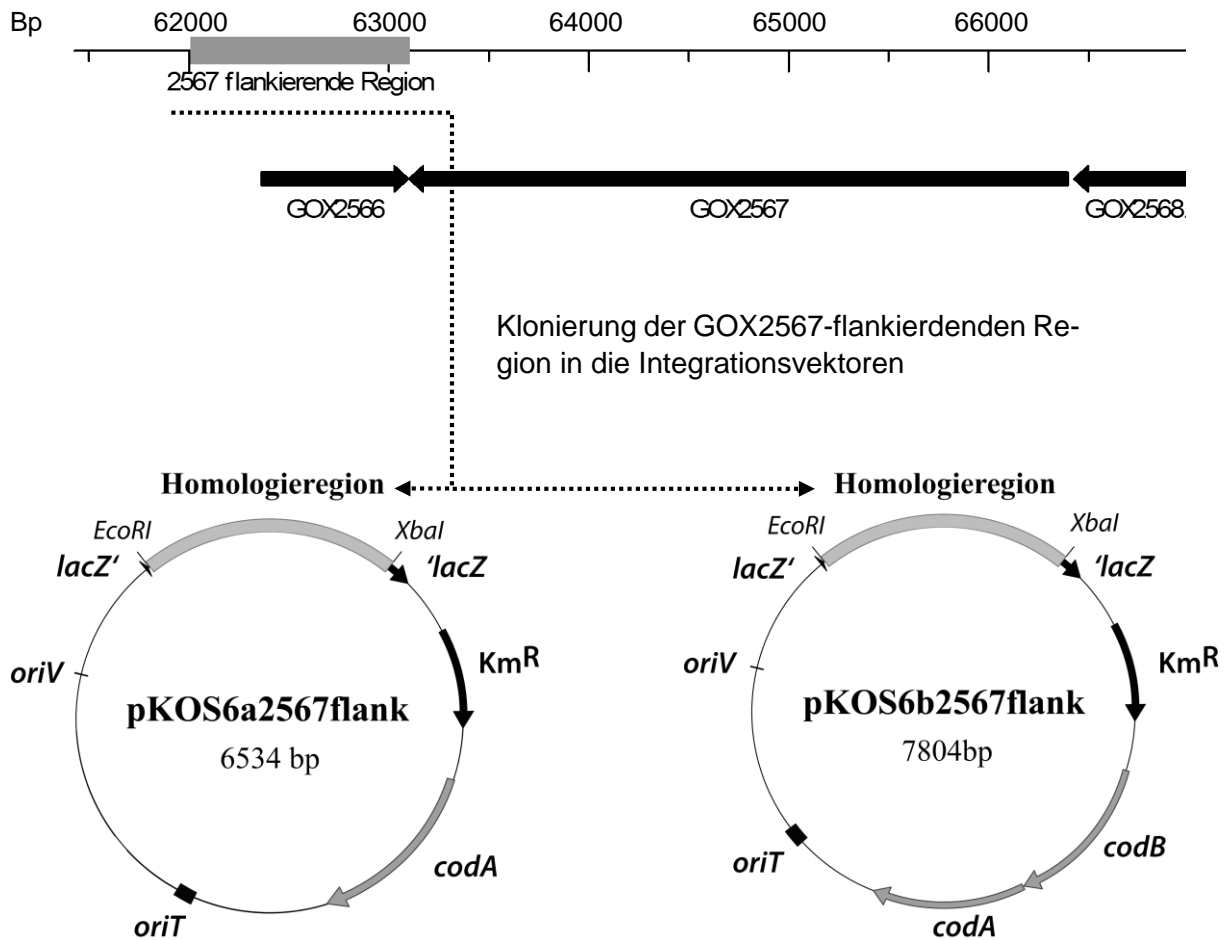 Bp 62000 63000 64000 65000 66000
2567 flankierende Region
GOX2566 GOX2567 GOX2568.
Klonierung der GOX2567-flankierdenden Re-
gion in die Integrationsvektoren
Homologieregion
EcoRI
XbaI
lacZ‘
‘lacZ
oriV
KmR
pKOS6a2567flank
6534 bp
codA
oriT
Homologieregion
EcoRI
XbaI
lacZ‘
‘lacZ
oriV
KmR
pKOS6b2567flank
7804bp
oriT
codB
codA